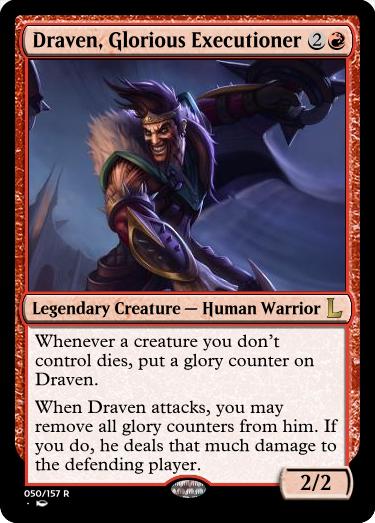 Draven, Glorious Executioner 2
Legendary Creature — Human Warrior L
Whenever a creature you don't
control dies, put a glory counter on
Draven.
When Draven attacks, you may
remove all glory counters from him. If
you do, he deals that much damage to
the defending player.
2/2
050/157 R